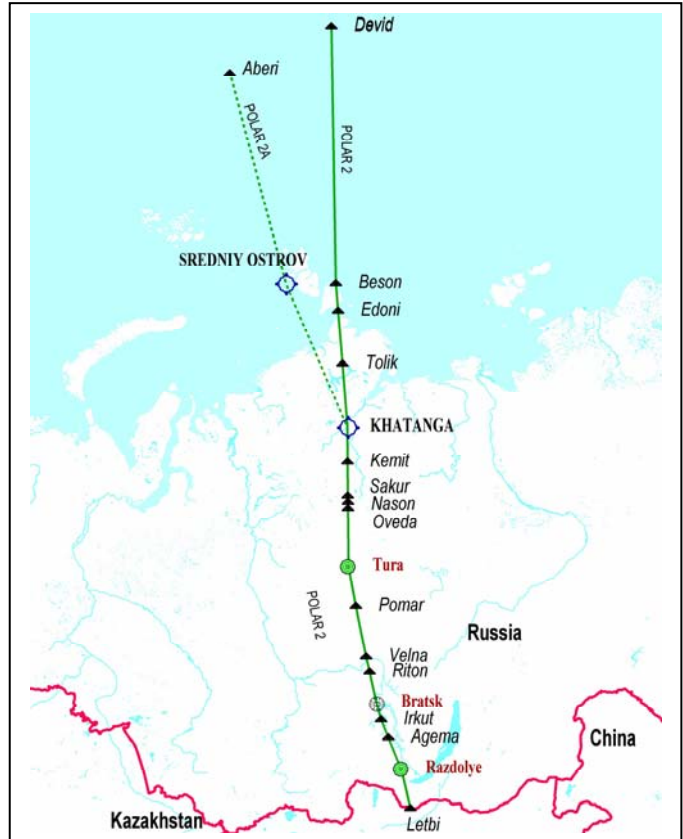 Devid
Aberi
POLAR 2A
POLAR 2
SREDNIY OSTROV
Beson
Edoni
Tolik
KHATANGA
Kemit
Sakur
Nason
Oveda
Tura
POLAR 2
Pomar
Russia
Velna
Riton
Bratsk
Irkut
Agema
China
Razdolye
Kazakhstan
Letbi